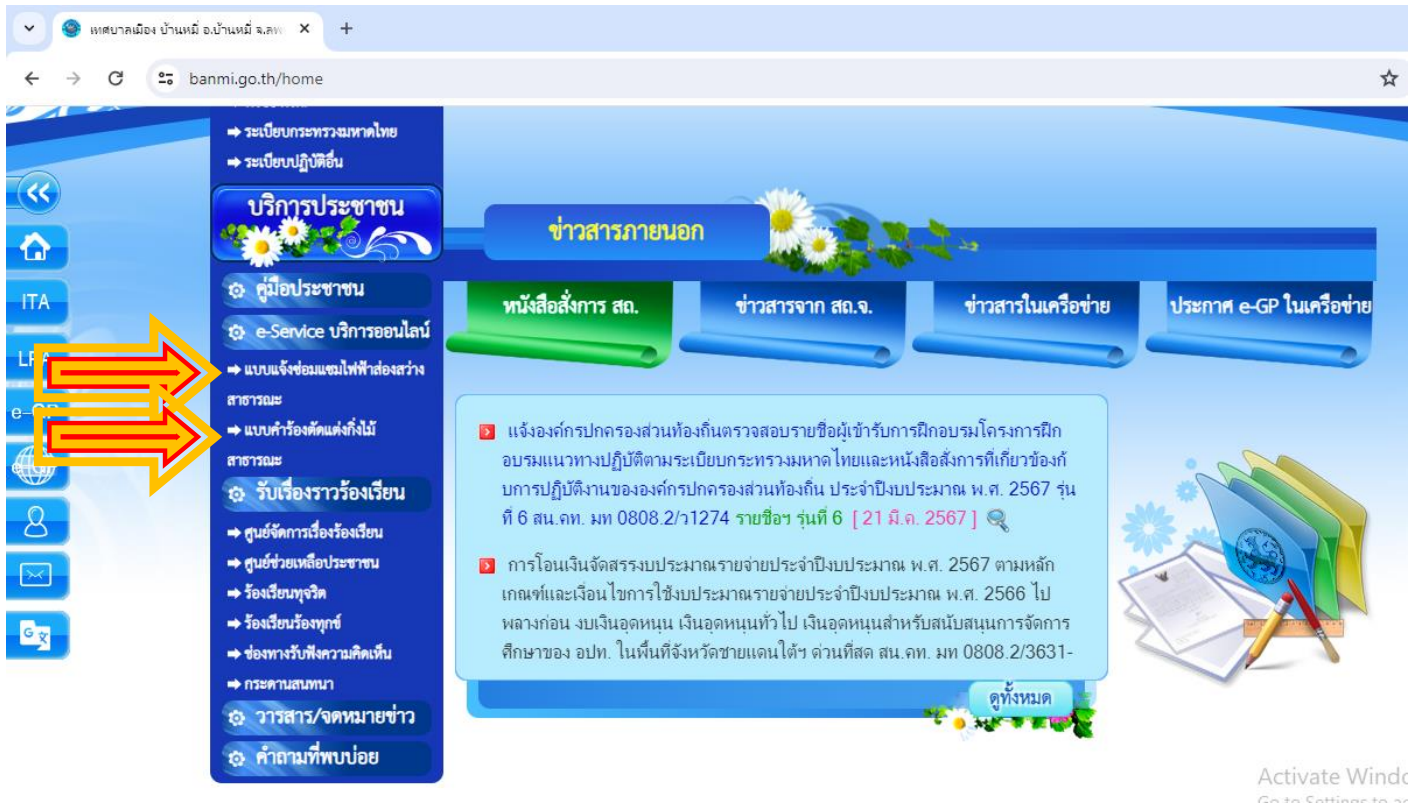 เทศบาลเมือง บ้านหมี่ อ.บ้านหมี่ จ.ลพ
banmi.go.th/home
ระเบียบกระทรวงมหาดไทย
ระเบียบปฏิบัติอื่น
บริการประชาชน
คู่มือประชาชน
e-Service บริการออนไลน์
แบบแจ้งซ่อมแซมไฟฟ้าส่องสว่าง
สาธารณะ
แบบคำร้องตัดแต่งกิ่งไม้
สาธารณะ
รับเรื่องราวร้องเรียน
ศูนย์จัดการเรื่องร้องเรียน
ศูนย์ช่วยเหลือประชาชน
ร้องเรียนทุจริต
ร้องเรียนร้องทุกข์
ช่องทางรับฟังความคิดเห็น
กระดานสนทนา
วารสาร/จดหมายข่าว
คำถามที่พบบ่อย
ITA
ข่าวสารภายนอก
หนังสือสั่งการ สถ.
ข่าวสารจาก สถ.จ.
ข่าวสารในเครือข่าย
ประกาศ e-GP ในเครือข่าย
แจ้งองค์กรปกครองส่วนท้องถิ่นตรวจสอบรายชื่อผู้เข้ารับการฝึกอบรมโครงการฝึก
อบรมแนวทางปฏิบัติตามระเบียบกระทรวงมหาดไทยและหนังสือสั่งการที่เกี่ยวข้องกั
บการปฏิบัติงานขององค์กรปกครองส่วนท้องถิ่น ประจำปีงบประมาณ พ.ศ. 2567 รุ่น
ที่ 6 สน.คท. มท 0808.2/ว1274 รายชื่อฯ รุ่นที่ 6 [ 21 มี.ค. 2567 ]
การโอนเงินจัดสรรงบประมาณรายจ่ายประจำปีงบประมาณ พ.ศ. 2567 ตามหลัก
เกณฑ์และเงื่อนไขการใช้งบประมาณรายจ่ายประจำปีงบประมาณ พ.ศ. 2566 ไป
พลางก่อน งบเงินอุดหนุน เงินอุดหนุนทั่วไป เงินอุดหนุนสำหรับสนับสนุนการจัดการ
ศึกษาของ อปท. ในพื้นที่จังหวัดชายแดนใต้ฯ ด่วนที่สุด สน.คท. มท 0808.2/3631-
ดูทั้งหมด
Activate Windo